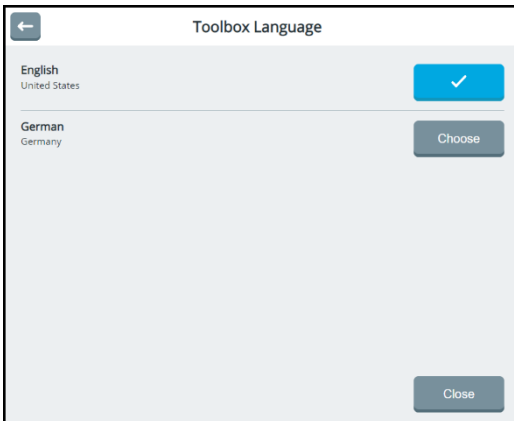 Toolbox Language
English
United States
German
Germany
Choose
Close